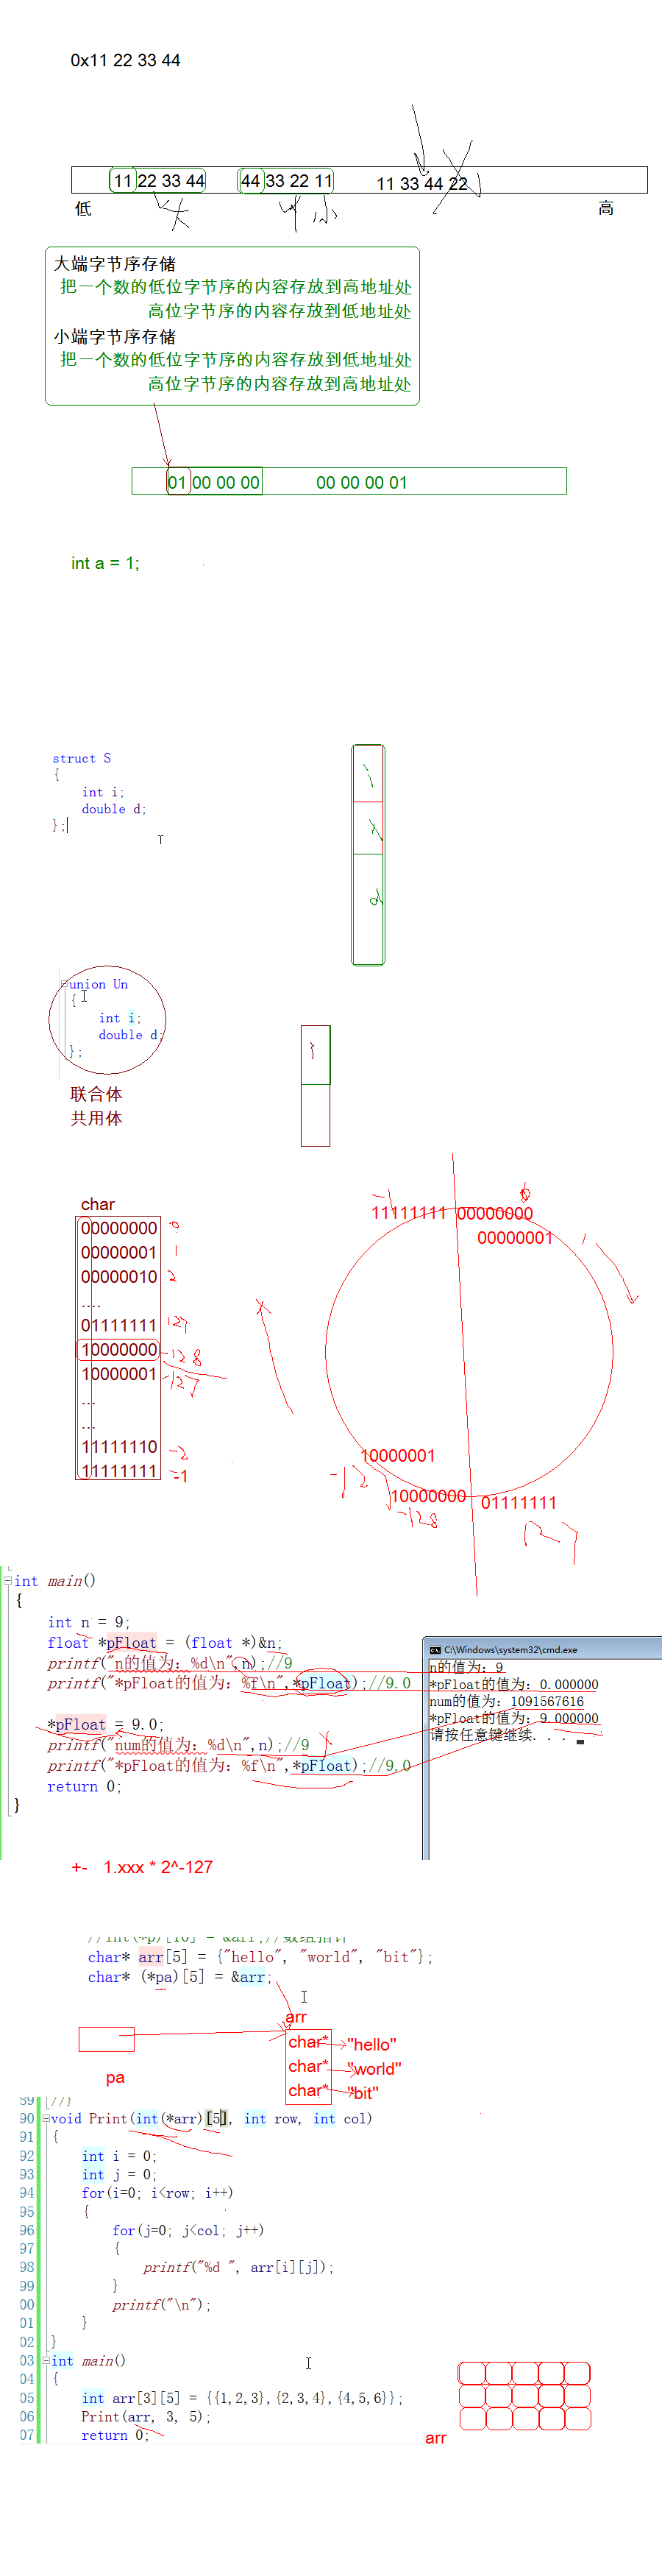 0x11 22 33 44
11 22 33 44 44 33 22 11 11 33 44 22
大 小
低 高
大端字节序存储
把一个数的低位字节序的内容存放到高地址处
高位字节序的内容存放到低地址处
小端字节序存储
把一个数的低位字节序的内容存放到低地址处
高位字节序的内容存放到高地址处
01 00 00 00 00 00 00 01
int a = 1;
struct S
{
int i;
double d;
};
i
d
union Un
{
int i;
double d;
};
i
联合体
共用体
char
00000000 0
00000001 1
00000010 2
....
01111111 127
10000000 -128
10000001 -127
...
...
11111110 -2
11111111 -1
-1 0
11111111 00000000
00000001 1
10000001
-127
10000000 01111111
-128 127
int main()
{
int n = 9;
float *pFloat = (float *)&n;
printf("n的值为：%d\n",n);//9
printf("*pFloat的值为：%f\n",*pFloat);//9.0
*pFloat = 9.0;
printf("num的值为：%d\n",n);//9
printf("*pFloat的值为：%f\n",*pFloat);//9.0
return 0;
}
C:\Windows\system32\cmd.exe
n的值为：9
*pFloat的值为：0.000000
num的值为：1091567616
*pFloat的值为：9.000000
请按任意键继续. . .
+- 1.xxx * 2^-127
//int(*p)[10] = &arr;//数组指针
char* arr[5] = {"hello", "world", "bit"};
char* (*pa)[5] = &arr;
arr
char* "hello"
char* "world"
char* "bit"
pa
89 //}
90 void Print(int(*arr)[5], int row, int col)
91 {
92 int i = 0;
93 int j = 0;
94 for(i=0; i<row; i++)
95 {
96 for(j=0; j<col; j++)
97 {
98 printf("%d ", arr[i][j]);
99 }
00 printf("\n");
01 }
02 }
03 int main()
04 {
05 int arr[3][5] = {{1,2,3},{2,3,4},{4,5,6}};
06 Print(arr, 3, 5);
07 return 0;
arr